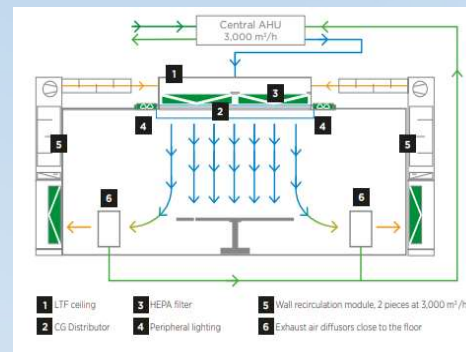 Central AHU
3,000 m³/h
1
3
2
4
4
5
5
6
6
1 LTF ceiling
3 HEPA filter
5 Wall recirculation module, 2 pieces at 3,000 m³/h
2 CG Distributor
4 Peripheral lighting
6 Exhaust air diffusors close to the floor